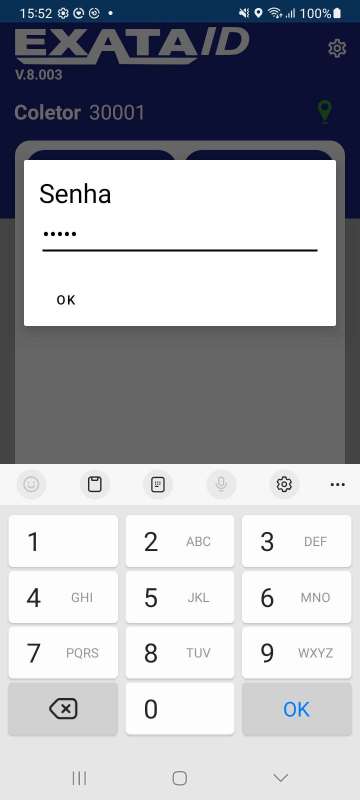 15:52 100%
EXATA ID
V.8.003
Coletor 30001
Senha
•••••
OK
1
2 ABC
3 DEF
4 GHI
5 JKL
6 MNO
7 PQRS
8 TUV
9 WXYZ
0
OK